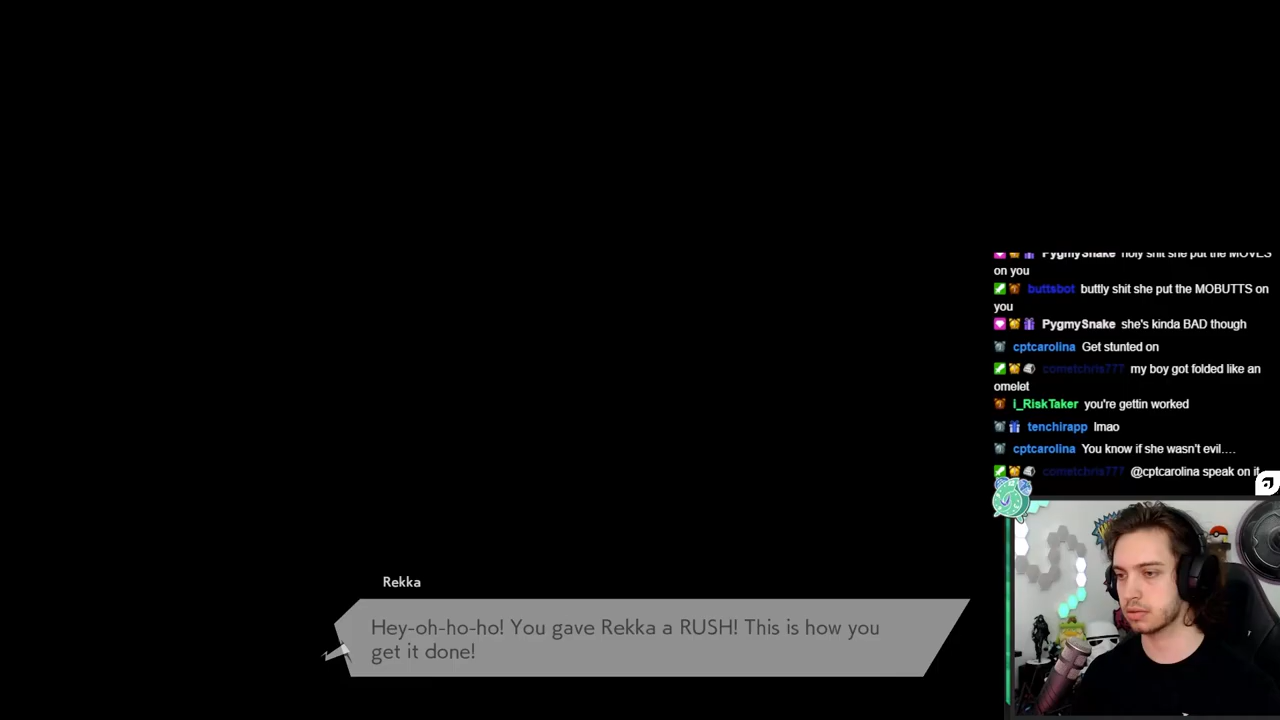 PygmySnake holy shit she put the MOVES
on you
buttsbot buttly shit she put the MOBUTTS on
you
PygmySnake she's kinda BAD though
cptcarolina Get stunted on
cometchris777 my boy got folded like an
omelet
i_RiskTaker you're gettin worked
tenchirapp lmao
cptcarolina You know if she wasn't evil....
cometchris777 @cptcarolina speak on it
Rekka
Hey-oh-ho-ho! You gave Rekka a RUSH! This is how you
get it done!